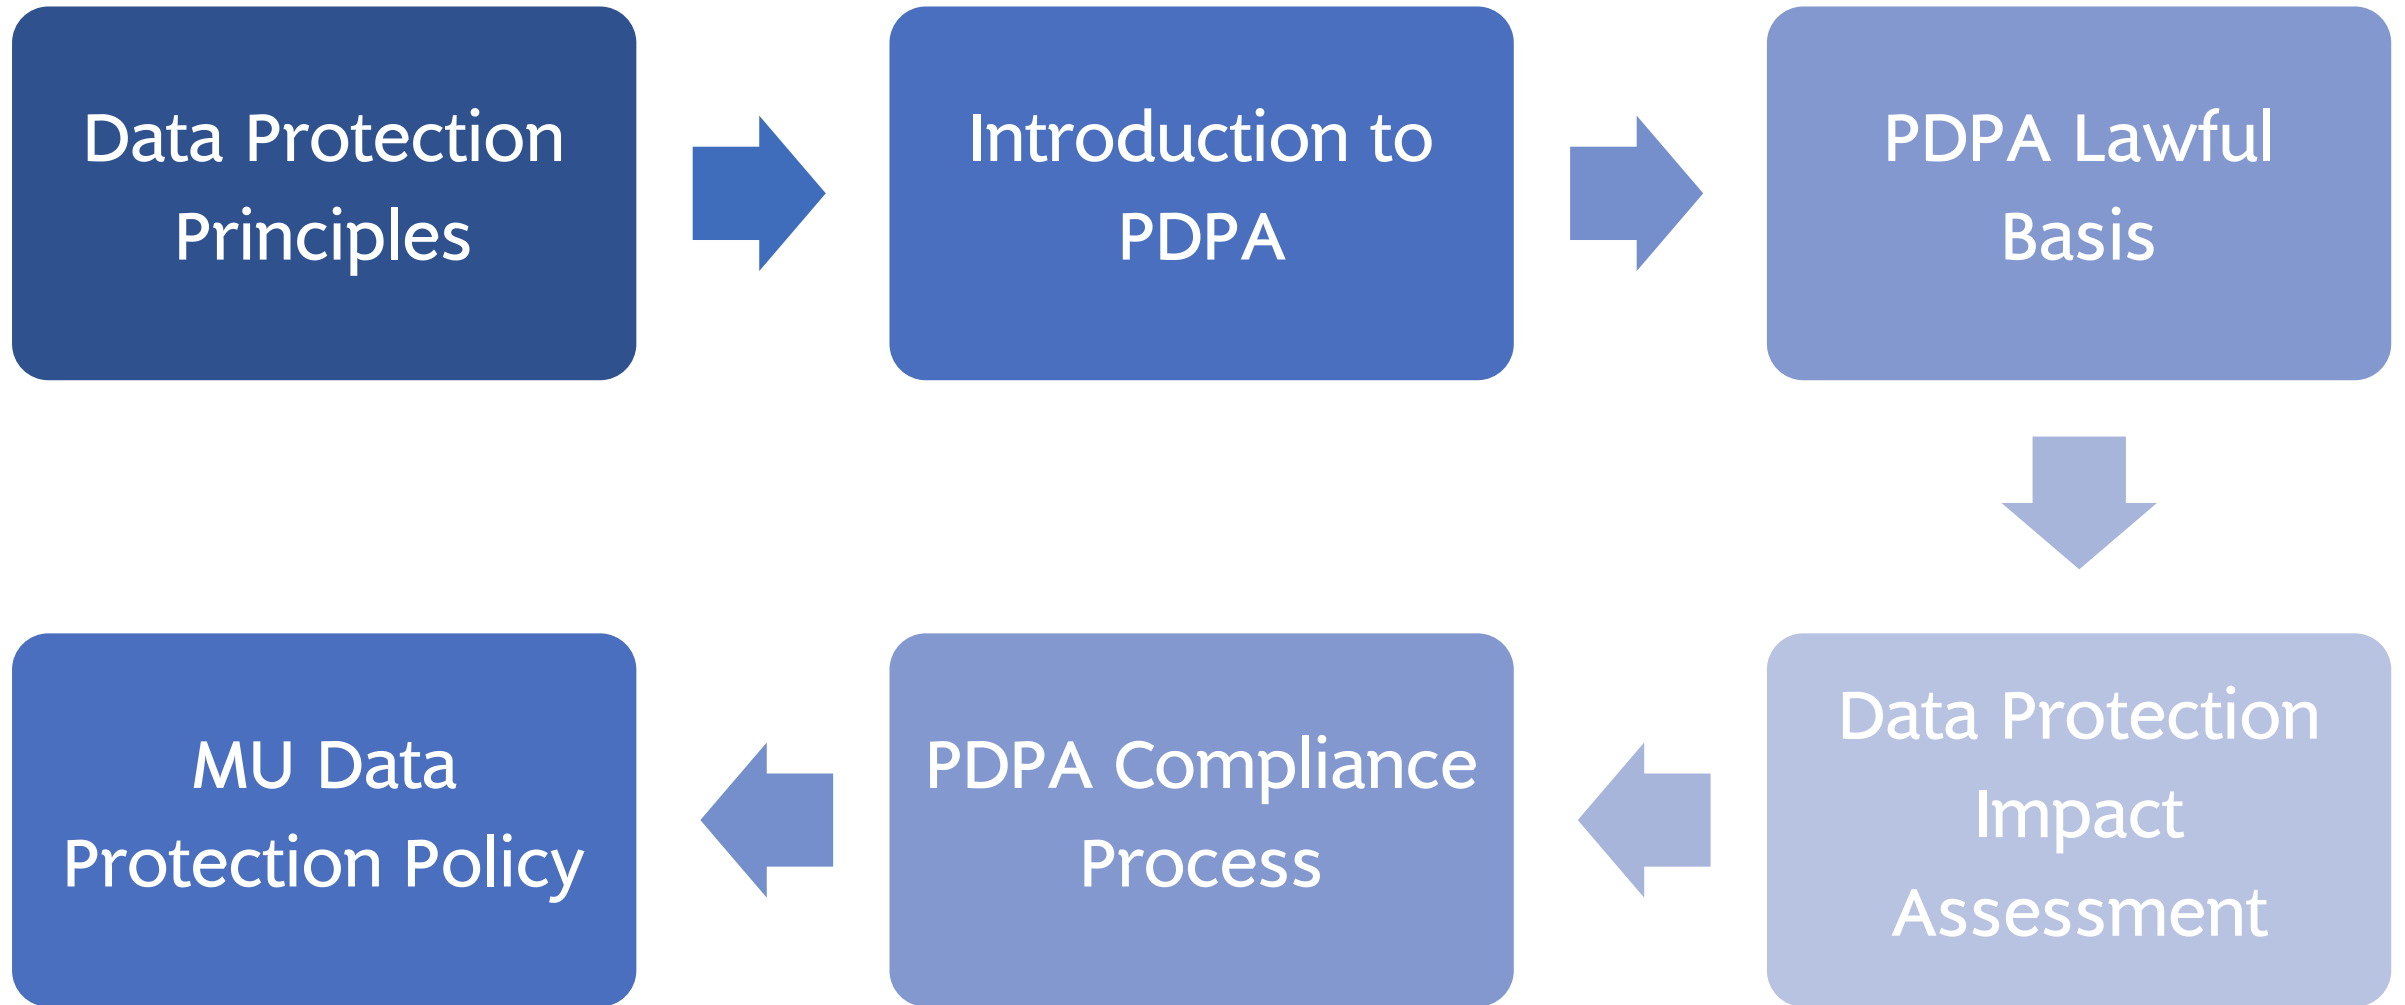 Data Protection
Principles
Introduction to
PDPA
PDPA Lawful
Basis
Data Protection
Impact
Assessment
PDPA Compliance
Process
MU Data
Protection Policy